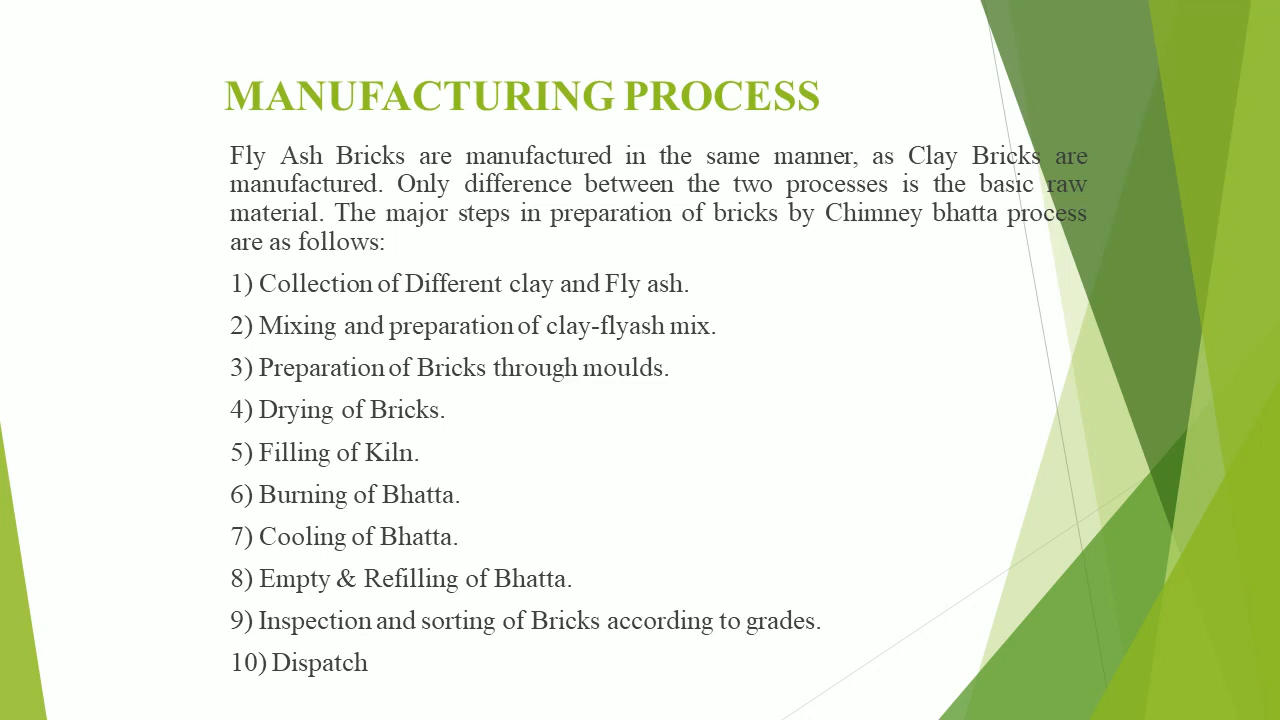 MANUFACTURING PROCESS
Fly Ash Bricks are manufactured in the same manner, as Clay Bricks are
manufactured. Only difference between the two processes is the basic raw
material. The major steps in preparation of bricks by Chimney bhatta process
are as follows:
1) Collection of Different clay and Fly ash.
2) Mixing and preparation of clay-flyash mix.
3) Preparation of Bricks through moulds.
4) Drying of Bricks.
5) Filling of Kiln.
6) Burning of Bhatta.
7) Cooling of Bhatta.
8) Empty & Refilling of Bhatta.
9) Inspection and sorting of Bricks according to grades.
10) Dispatch